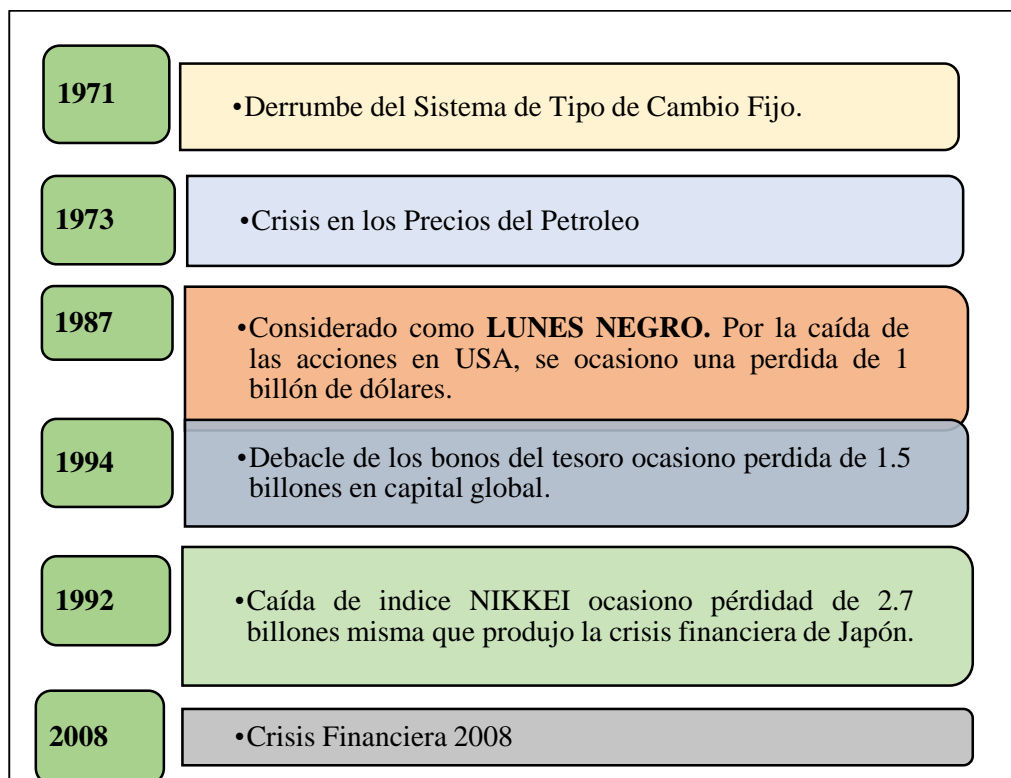 1971
•Derrumbe del Sistema de Tipo de Cambio Fijo.
1973
•Crisis en los Precios del Petroleo
1987
•Considerado como LUNES NEGRO. Por la caída de
las acciones en USA, se ocasiono una perdida de 1
billón de dólares.
1994
•Debacle de los bonos del tesoro ocasiono perdida de 1.5
billones en capital global.
1992
•Caída de indice NIKKEI ocasiono pérdidad de 2.7
billones misma que produjo la crisis financiera de Japón.
2008
•Crisis Financiera 2008